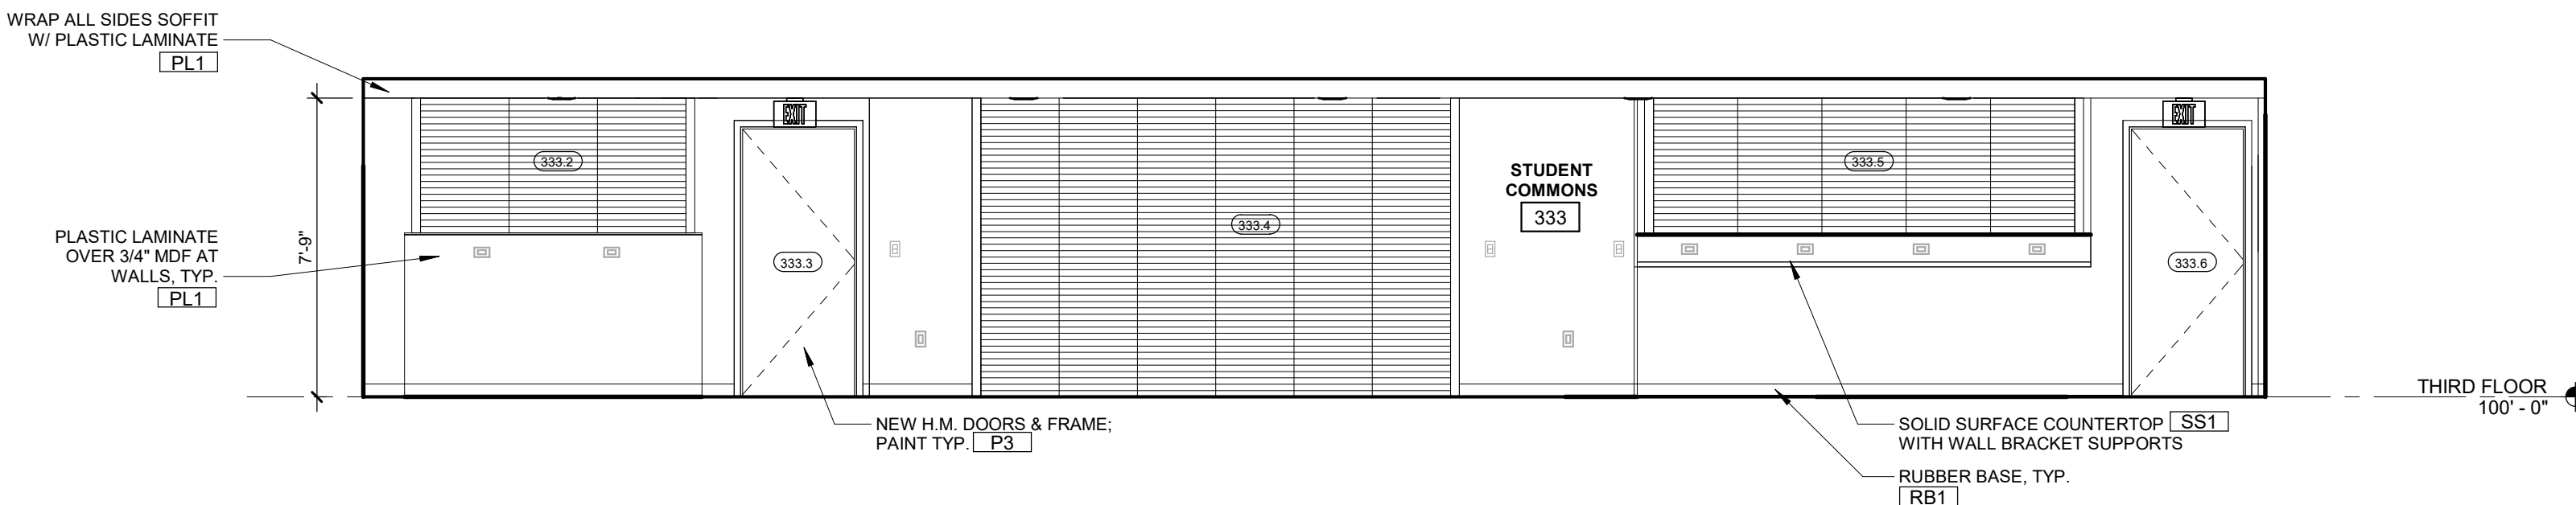 WRAP ALL SIDES SOFFIT
W/ PLASTIC LAMINATE
PL1
EXIT
EXIT
333.2
333.5
STUDENT
COMMONS
333
333.4
PLASTIC LAMINATE
OVER 3/4" MDF AT
WALLS, TYP.
PL1
7'-9"
333.3
333.6
THIRD FLOOR
100' - 0"
NEW H.M. DOORS & FRAME;
PAINT TYP. P3
SOLID SURFACE COUNTERTOP SS1
WITH WALL BRACKET SUPPORTS
RUBBER BASE, TYP.
RB1